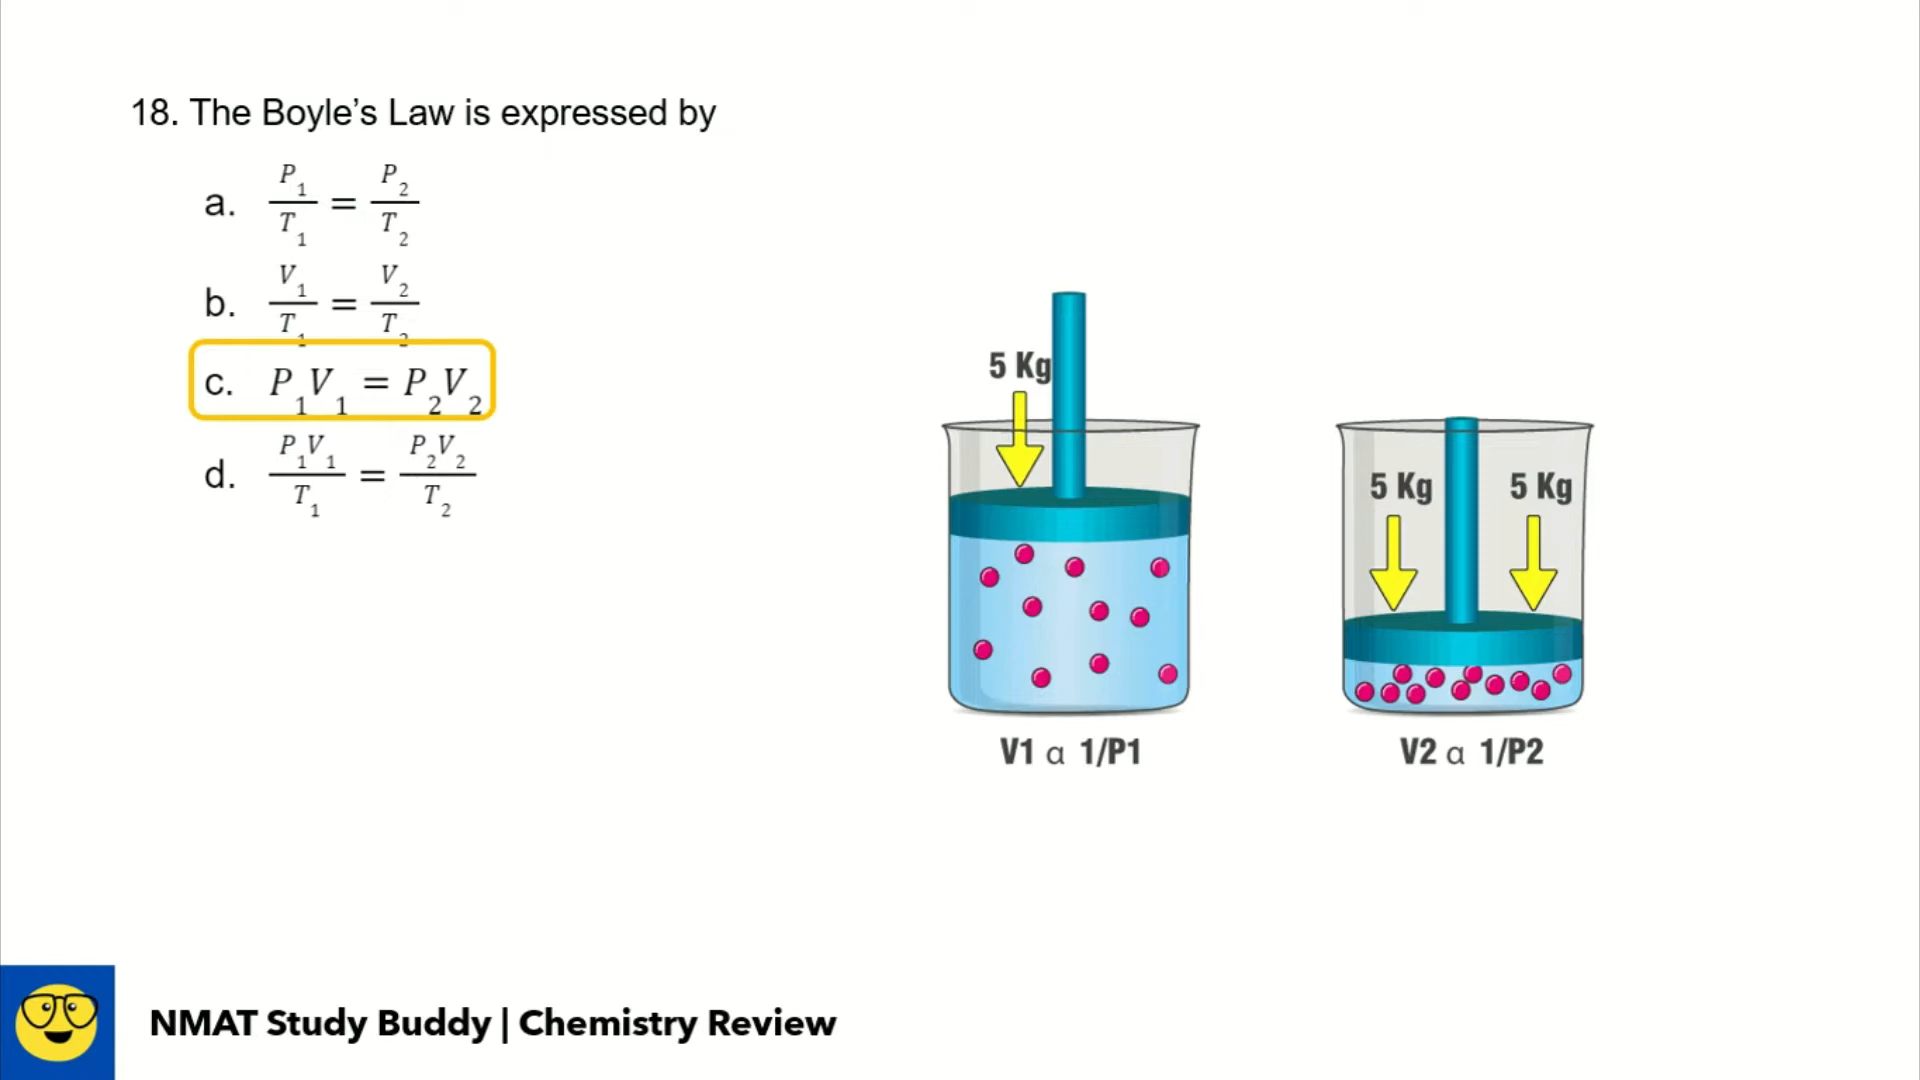 18. The Boyle’s Law is expressed by
a. P₁/T₁ = P₂/T₂
b. V₁/T₁ = V₂/T₂
c. P₁V₁ = P₂V₂
d. P₁V₁/T₁ = P₂V₂/T₂
5 Kg
5 Kg 5 Kg
V1 α 1/P1 V2 α 1/P2
NMAT Study Buddy | Chemistry Review